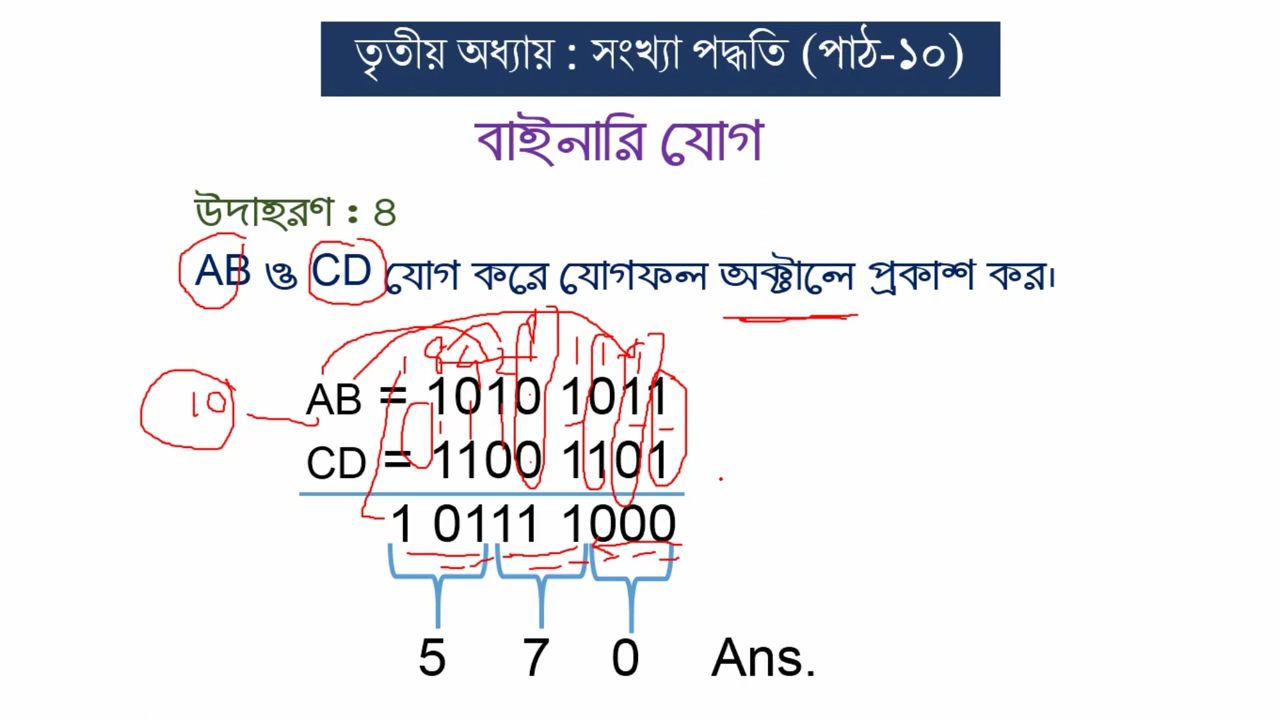 তৃতীয় অধ্যায় : সংখ্যা পদ্ধতি (পাঠ-১০)
বাইনারি যোগ
উদাহরণ : ৪
AB ও CD যোগ করে যোগফল অক্টালে প্রকাশ কর।
10
AB = 1010 1011
CD = 1100 1101
1 0111 1000
5 7 0 Ans.